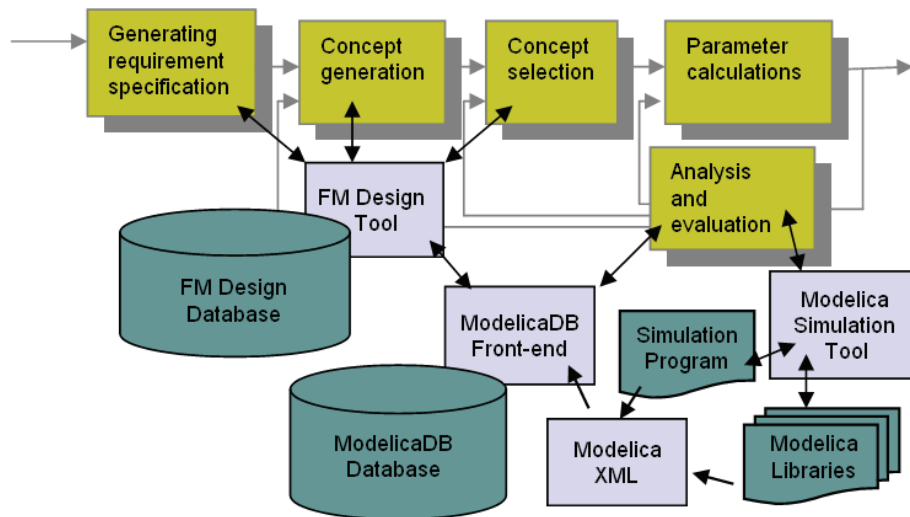 Generating
requirement
specification
Concept
generation
Concept
selection
Parameter
calculations
Analysis
and
evaluation
FM Design
Tool
FM Design
Database
ModelicaDB
Front-end
Simulation
Program
Modelica
Simulation
Tool
ModelicaDB
Database
Modelica
XML
Modelica
Libraries